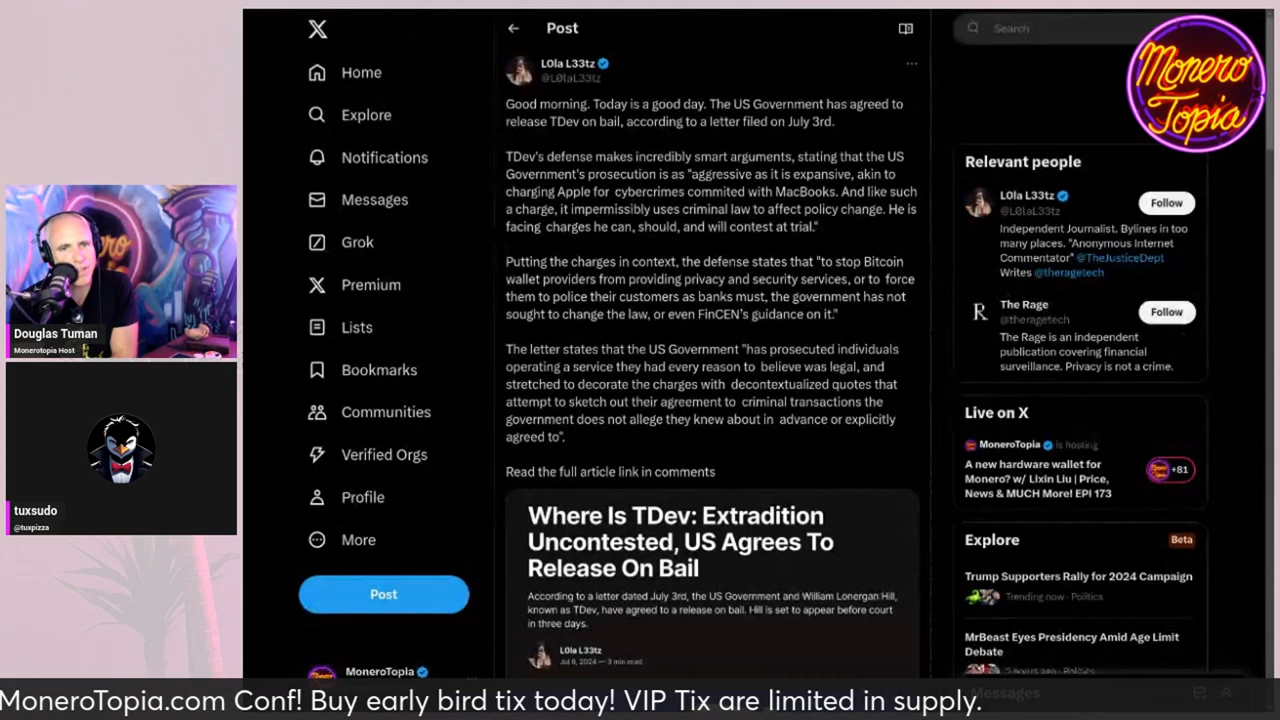 Post
L0la L33tz
@L0laL33tz
Good morning. Today is a good day. The US Government has agreed to
release TDev on bail, according to a letter filed on July 3rd.
TDev's defense makes incredibly smart arguments, stating that the US
Government's prosecution is as "aggressive as it is expansive, akin to
charging Apple for cybercrimes commited with MacBooks. And like such
a charge, it impermissibly uses criminal law to affect policy change. He is
facing charges he can, should, and will contest at trial."
Putting the charges in context, the defense states that "to stop Bitcoin
wallet providers from providing privacy and security services, or to force
them to police their customers as banks must, the government has not
sought to change the law, or even FinCEN's guidance on it."
The letter states that the US Government "has prosecuted individuals
operating a service they had every reason to believe was legal, and
stretched to decorate the charges with decontextualized quotes that
attempt to sketch out their agreement to criminal transactions the
government does not allege they knew about in advance or explicitly
agreed to".
Read the full article link in comments
Where Is TDev: Extradition
Uncontested, US Agrees To
Release On Bail
According to a letter dated July 3rd, the US Government and William Lonergan Hill,
known as TDev, have agreed to a release on bail. Hill is set to appear before court
in three days.
L0la L33tz
Jul 6, 2024 — 3 min read
Home
Explore
Notifications
Messages
Grok
Premium
Lists
Bookmarks
Communities
Verified Orgs
Profile
More
Post
MoneroTopia
Search
Monero
Topia
Relevant people
L0la L33tz
@L0laL33tz
Follow
Independent Journalist. Bylines in too
many places. "Anonymous Internet
Commentator" @TheJusticeDept
Writes @theragetech
R
The Rage
@theragetech
Follow
The Rage is an independent
publication covering financial
surveillance. Privacy is not a crime.
Live on X
MoneroTopia is hosting
A new hardware wallet for
Monero? w/ Lixin Liu | Price,
News & MUCH More! EPI 173
+81
Explore
Beta
Trump Supporters Rally for 2024 Campaign
Trending now · Politics
MrBeast Eyes Presidency Amid Age Limit
Debate
2 hours ago · Politics
Messages
Douglas Tuman
Monerotopia Host
tuxsudo
@tuxpizza
MoneroTopia.com Conf! Buy early bird tix today! VIP Tix are limited in supply.